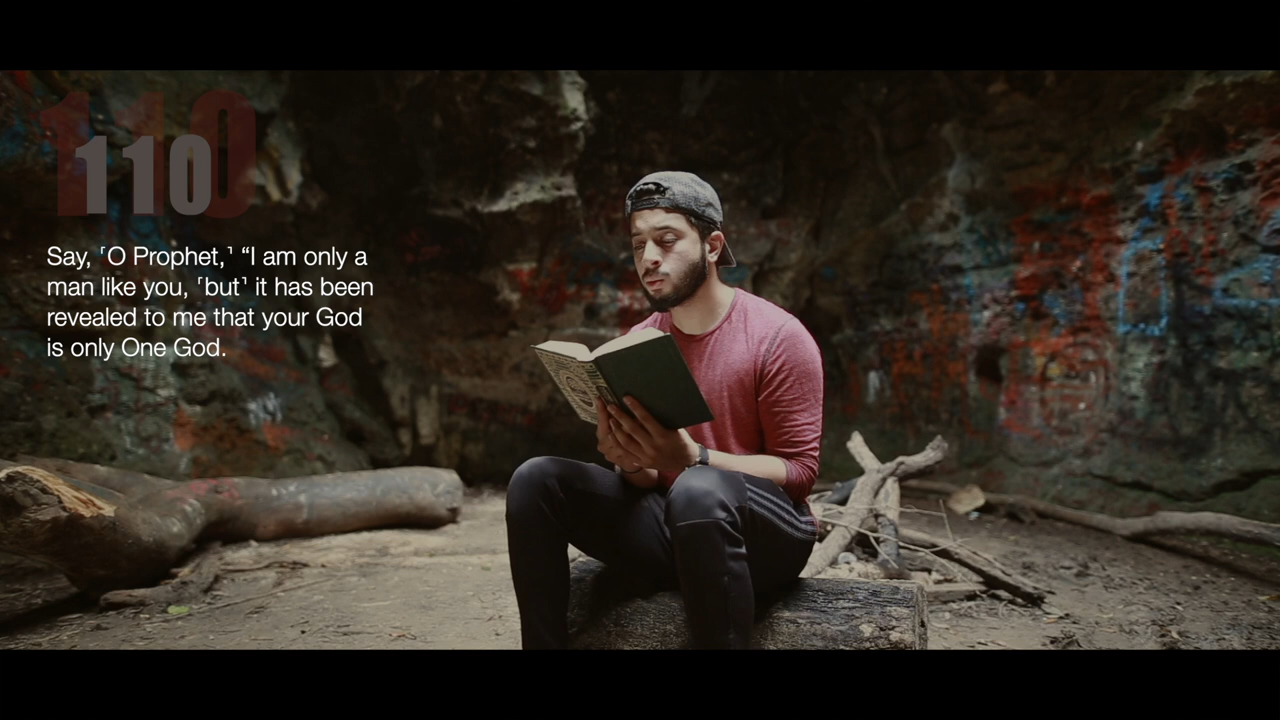 110
110
Say, ⸢O Prophet,⸣ “I am only a
man like you, ⸢but⸣ it has been
revealed to me that your God
is only One God.